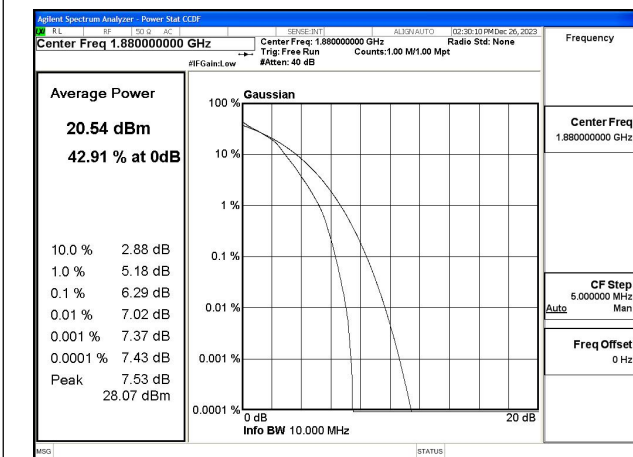 Agilent Spectrum Analyzer - Power Stat CCDF
LXI RL RF 50 Ω AC SENSE:INT ALIGN AUTO 02:30:10 PM Dec 26, 2023
Center Freq 1.880000000 GHz
Center Freq: 1.880000000 GHz Radio Std: None
Trig: Free Run Counts:1.00 M/1.00 Mpt
#IFGain:Low #Atten: 40 dB
Frequency
Average Power
20.54 dBm
42.91 % at 0dB
10.0 % 2.88 dB
1.0 % 5.18 dB
0.1 % 6.29 dB
0.01 % 7.02 dB
0.001 % 7.37 dB
0.0001 % 7.43 dB
Peak 7.53 dB
28.07 dBm
Gaussian
100 %
10 %
1 %
0.1 %
0.01 %
0.001 %
0.0001 %
0 dB 20 dB
Info BW 10.000 MHz
Center Freq
1.880000000 GHz
CF Step
5.000000 MHz
Auto Man
Freq Offset
0 Hz
MSG STATUS